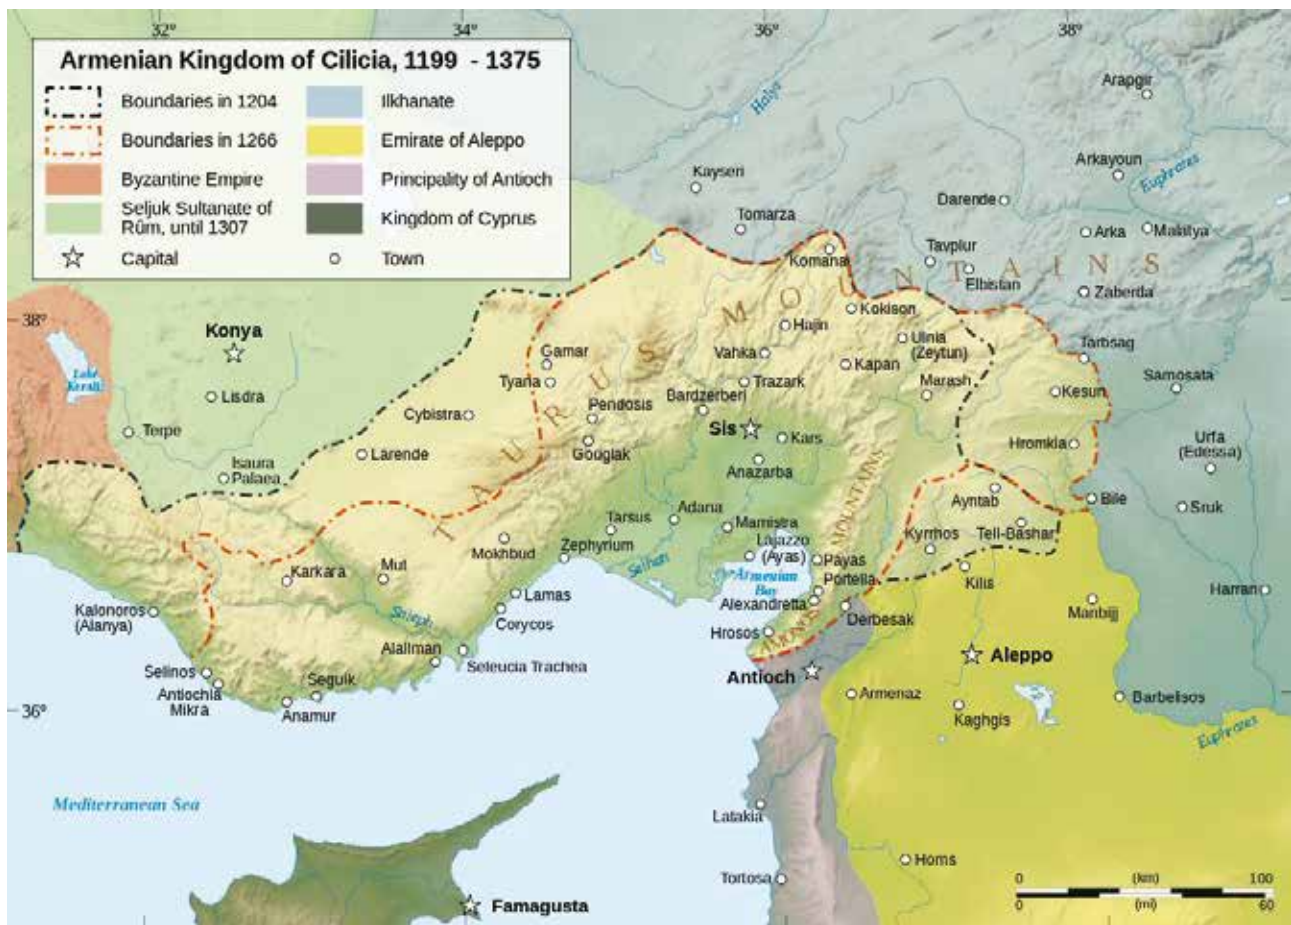 32° 34° 36° 38°
Armenian Kingdom of Cilicia, 1199 - 1375
Boundaries in 1204
Boundaries in 1266
Byzantine Empire
Seljuk Sultanate of
Rûm, until 1307
Capital
Ilkhanate
Emirate of Aleppo
Principality of Antioch
Kingdom of Cyprus
Town
Halys
Arapgir
Arkayoun
Euphrates
Kayseri
Darende
Tomarza
Arka
Malatya
Komana
Tavplur
Elbistan
Zaberda
TAURUS MOUNTAINS
38°
Konya
Lake
Lisdra
Terpe
Isaura
Palaea
Gamar
Tyana
Cybistra
Larende
Pendosis
Gouglak
Vahka
Hajin
Trazark
Bardzerberj
Kokison
Kapan
Ulnia
(Zeytun)
Marash
Tarbsag
Samosata
Kesun
Hromkla
Urfa
(Edessa)
Sis
Kars
Anazarba
Ayntab
Bile
Sruk
Adana
Tarsus
Mamistra
Kyrrhos
Tell-Bashar
Mokhbud
Zephyrium
Seihan
Lajazzo
(Ayas)
Armenian
Bay
Payas
Portella
Alexandretta
AMONOS MOUNTAINS
Kilis
Harran
Karkara
Mut
Lamas
Corycos
Kalonoros
(Alanya)
Hrosos
Derbesak
Manbijj
Selinos
Antiochia
Mikra
Seguik
Anamur
Seleucia Trachea
Antioch
Aleppo
36°
Armenaz
Kaghgis
Barbelisos
Euphrates
Mediterranean Sea
Latakia
Tortosa
Homs
Famagusta
0 (km) 100
0 (mi) 60